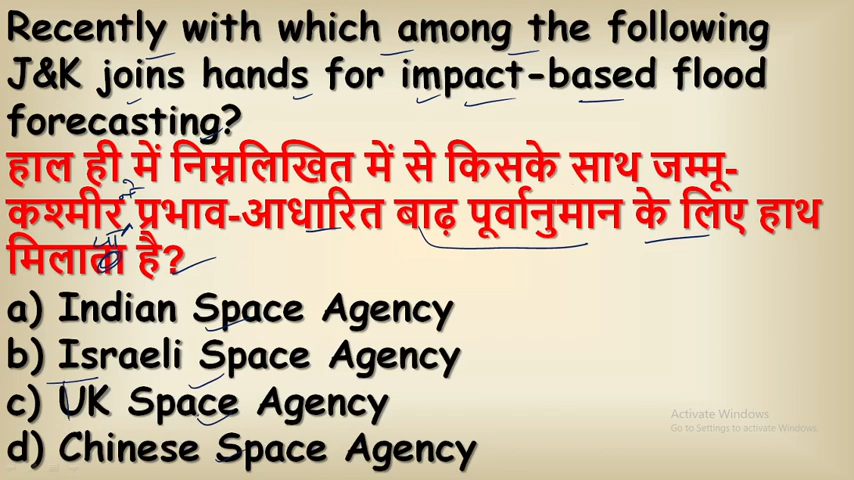 Recently with which among the following
J&K joins hands for impact-based flood
forecasting?
हाल ही में निम्नलिखित में से किसके साथ जम्मू-
कश्मीर प्रभाव-आधारित बाढ़ पूर्वानुमान के लिए हाथ
मिलाता है?
a) Indian Space Agency
b) Israeli Space Agency
c) UK Space Agency
d) Chinese Space Agency
Activate Windows
Go to Settings to activate Windows.